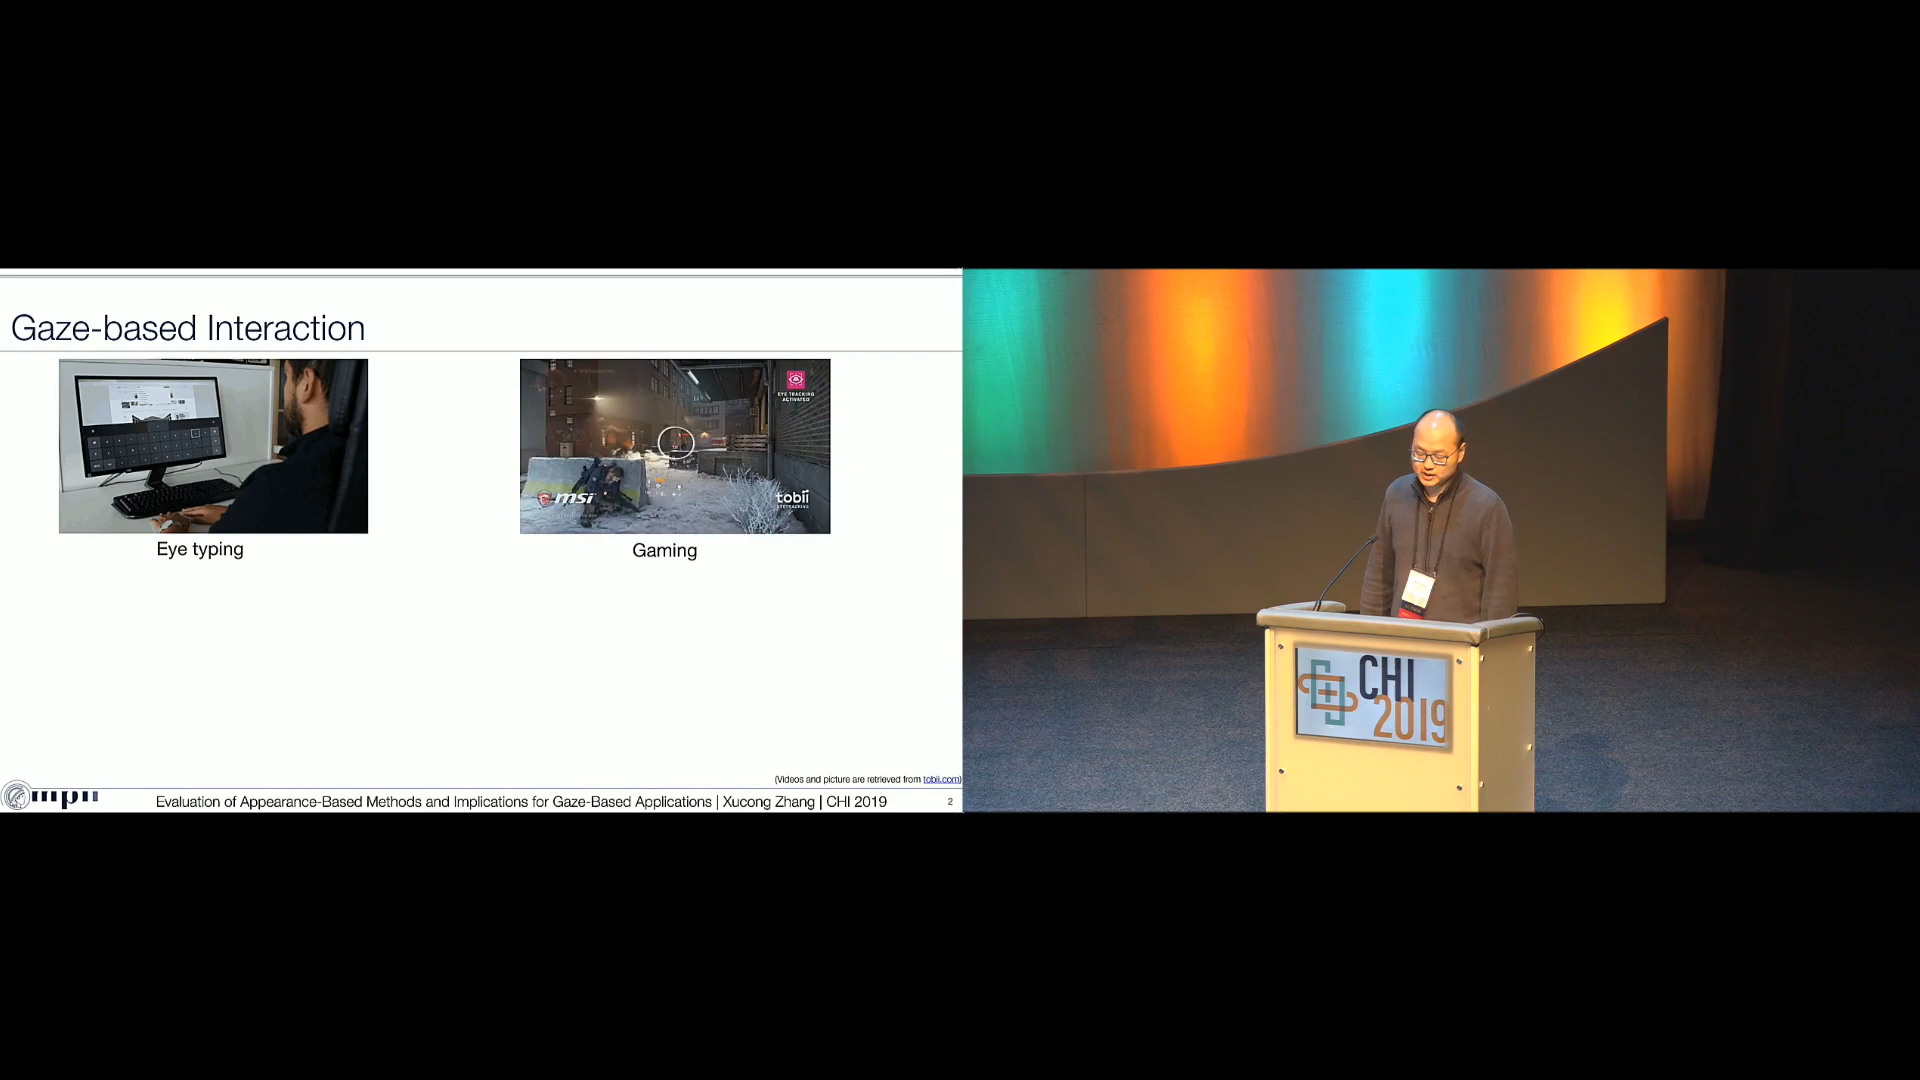 Gaze-based Interaction
EYE TRACKING
ACTIVATED
msi
tobii
EYETRACKING
Eye typing
Gaming
(Videos and picture are retrieved from tobii.com)
mpii
Evaluation of Appearance-Based Methods and Implications for Gaze-Based Applications | Xucong Zhang | CHI 2019
2
CHI
2019